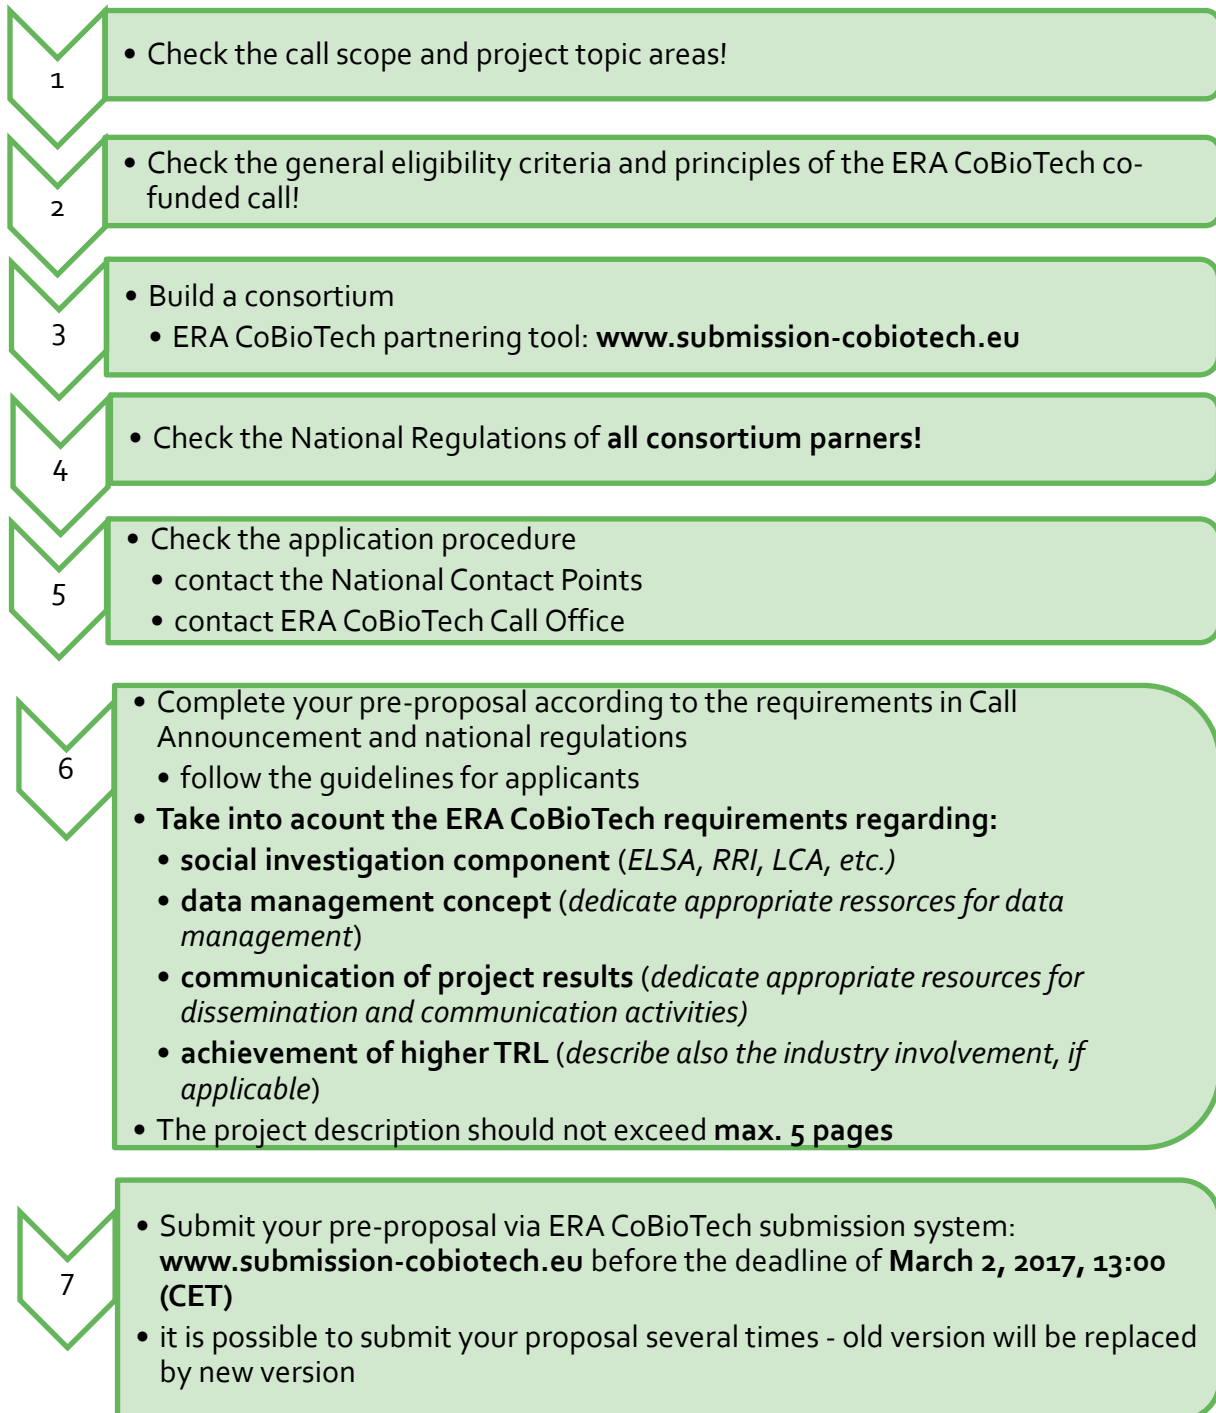 1
• Check the call scope and project topic areas!
2
• Check the general eligibility criteria and principles of the ERA CoBioTech co-
funded call!
3
• Build a consortium
• ERA CoBioTech partnering tool: www.submission-cobiotech.eu
4
• Check the National Regulations of all consortium parners!
5
• Check the application procedure
• contact the National Contact Points
• contact ERA CoBioTech Call Office
6
• Complete your pre-proposal according to the requirements in Call
Announcement and national regulations
• follow the guidelines for applicants
• Take into acount the ERA CoBioTech requirements regarding:
• social investigation component (ELSA, RRI, LCA, etc.)
• data management concept (dedicate appropriate ressorces for data
management)
• communication of project results (dedicate appropriate resources for
dissemination and communication activities)
• achievement of higher TRL (describe also the industry involvement, if
applicable)
• The project description should not exceed max. 5 pages
7
• Submit your pre-proposal via ERA CoBioTech submission system:
www.submission-cobiotech.eu before the deadline of March 2, 2017, 13:00
(CET)
• it is possible to submit your proposal several times - old version will be replaced
by new version